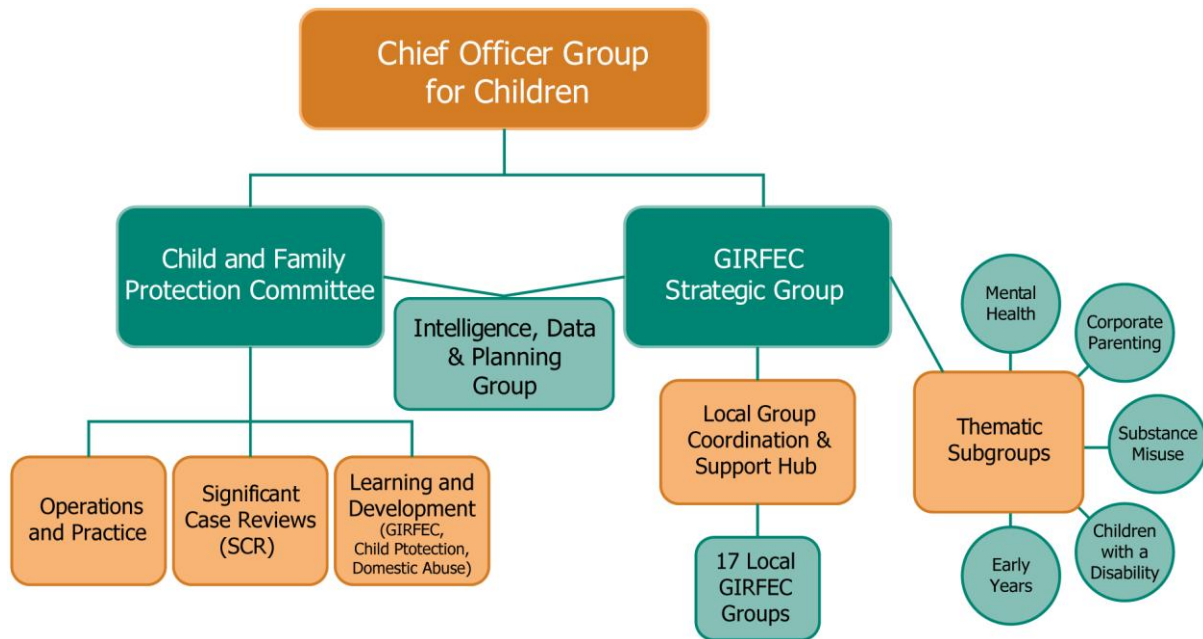 Chief Officer Group
for Children
Child and Family
Protection Committee
GIRFEC
Strategic Group
Intelligence, Data
& Planning
Group
Operations
and Practice
Significant
Case Reviews
(SCR)
Learning and
Development
(GIRFEC,
Child Ptotection,
Domestic Abuse)
Local Group
Coordination &
Support Hub
17 Local
GIRFEC
Groups
Thematic
Subgroups
Mental
Health
Corporate
Parenting
Substance
Misuse
Children
with a
Disability
Early
Years